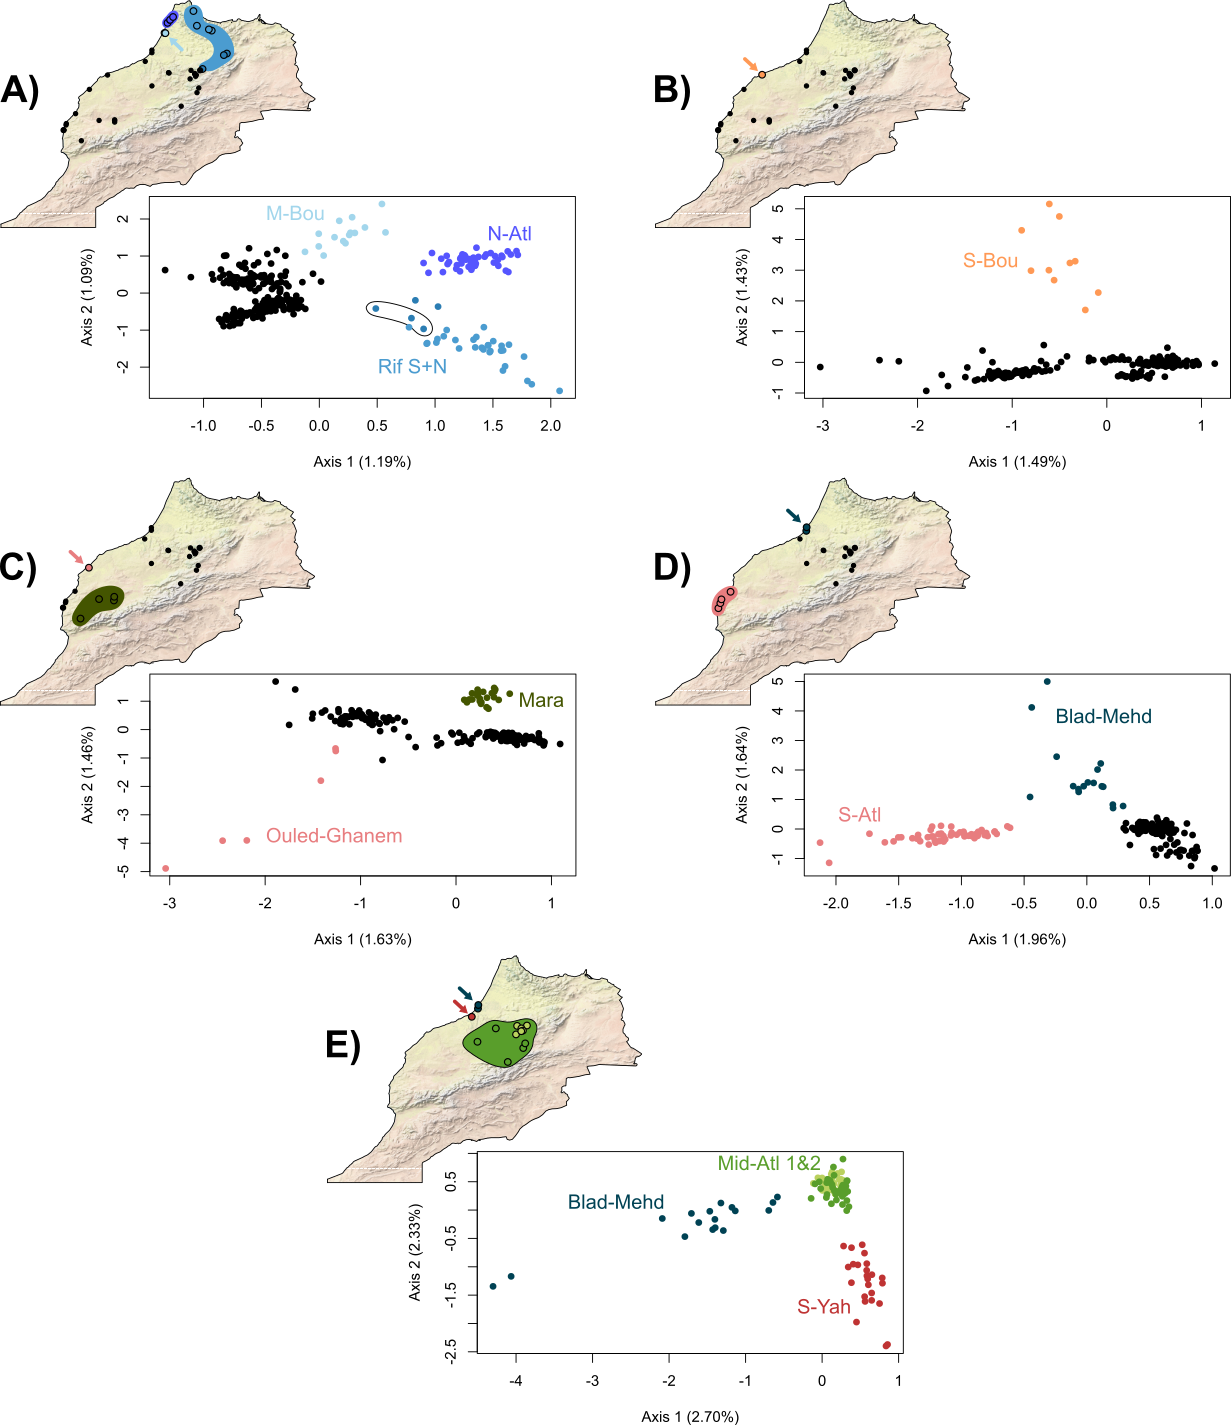 A)
M-Bou
N-Atl
Rif S+N
Axis 2 (1.09%)
2
1
0
-1
-2
-1.0 -0.5 0.0 0.5 1.0 1.5 2.0
Axis 1 (1.19%)
B)
S-Bou
Axis 2 (1.43%)
5
4
3
2
1
0
-1
-3 -2 -1 0 1
Axis 1 (1.49%)
C)
Mara
Ouled-Ghanem
Axis 2 (1.46%)
1
0
-1
-2
-3
-4
-5
-3 -2 -1 0 1
Axis 1 (1.63%)
D)
Blad-Mehd
S-Atl
Axis 2 (1.64%)
5
4
3
2
1
0
-1
-2.0 -1.5 -1.0 -0.5 0.0 0.5 1.0
Axis 1 (1.96%)
E)
Mid-Atl 1&2
Blad-Mehd
S-Yah
Axis 2 (2.33%)
0.5
-0.5
-1.5
-2.5
-4 -3 -2 -1 0 1
Axis 1 (2.70%)